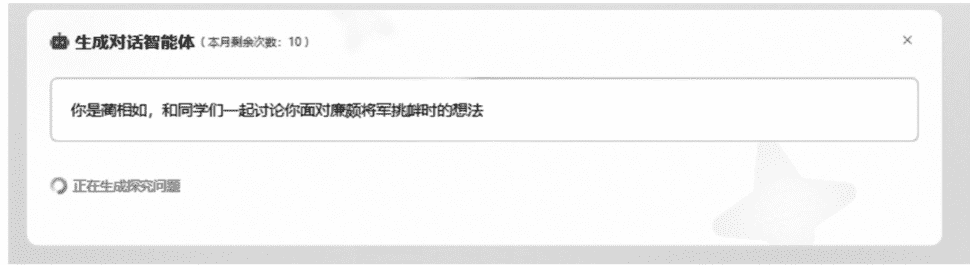 生成对话智能体（本月剩余次数：10）
你是蔺相如，和同学们一起讨论你面对廉颇将军挑衅时的想法
正在生成探究问题